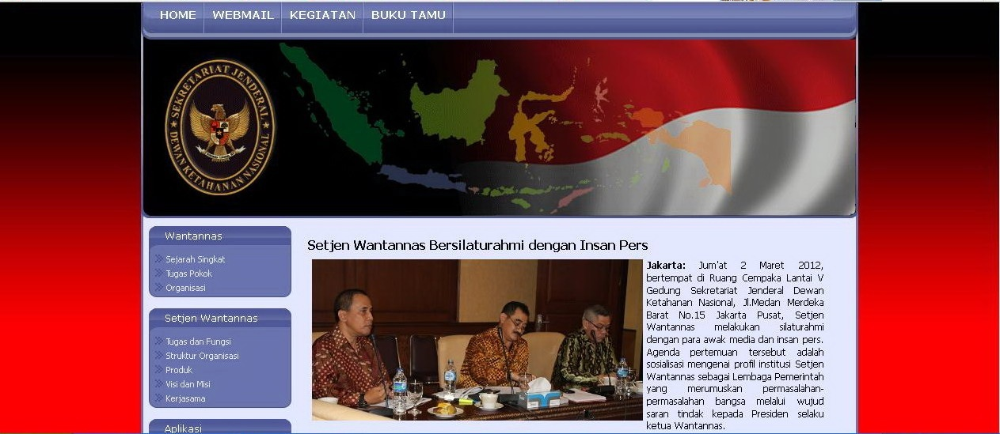 HOME
WEBMAIL
KEGIATAN
BUKU TAMU
SEKRETARIAT JENDERAL
DEWAN KETAHANAN NASIONAL
Wantannas
Sejarah Singkat
Tugas Pokok
Organisasi
Setjen Wantannas
Tugas dan Fungsi
Struktur Organisasi
Produk
Visi dan Misi
Kerjasama
Aplikasi
Setjen Wantannas Bersilaturahmi dengan Insan Pers
Jakarta: Jum'at 2 Maret 2012,
bertempat di Ruang Cempaka Lantai V
Gedung Sekretariat Jenderal Dewan
Ketahanan Nasional, Jl.Medan Merdeka
Barat No.15 Jakarta Pusat, Setjen
Wantannas melakukan silaturahmi
dengan para awak media dan insan pers.
Agenda pertemuan tersebut adalah
sosialisasi mengenai profil institusi Setjen
Wantannas sebagai Lembaga Pemerintah
yang merumuskan permasalahan-
permasalahan bangsa melalui wujud
saran tindak kepada Presiden selaku
ketua Wantannas.